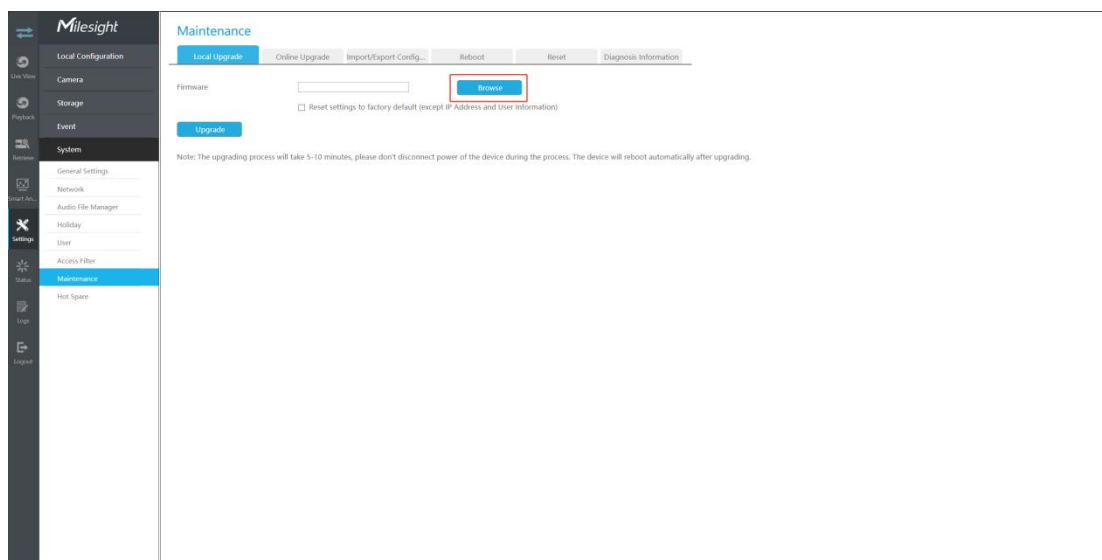 Milesight
Live View
Playback
Retrieve
Smart An...
Settings
Status
Logs
Logout
Local Configuration
Camera
Storage
Event
System
General Settings
Network
Audio File Manager
Holiday
User
Access Filter
Maintenance
Hot Spare
Maintenance
Local Upgrade Online Upgrade Import/Export Config... Reboot Reset Diagnosis Information
Firmware Browse
Reset settings to factory default (except IP Address and User Information)
Upgrade
Note: The upgrading process will take 5-10 minutes, please don't disconnect power of the device during the process. The device will reboot automatically after upgrading.